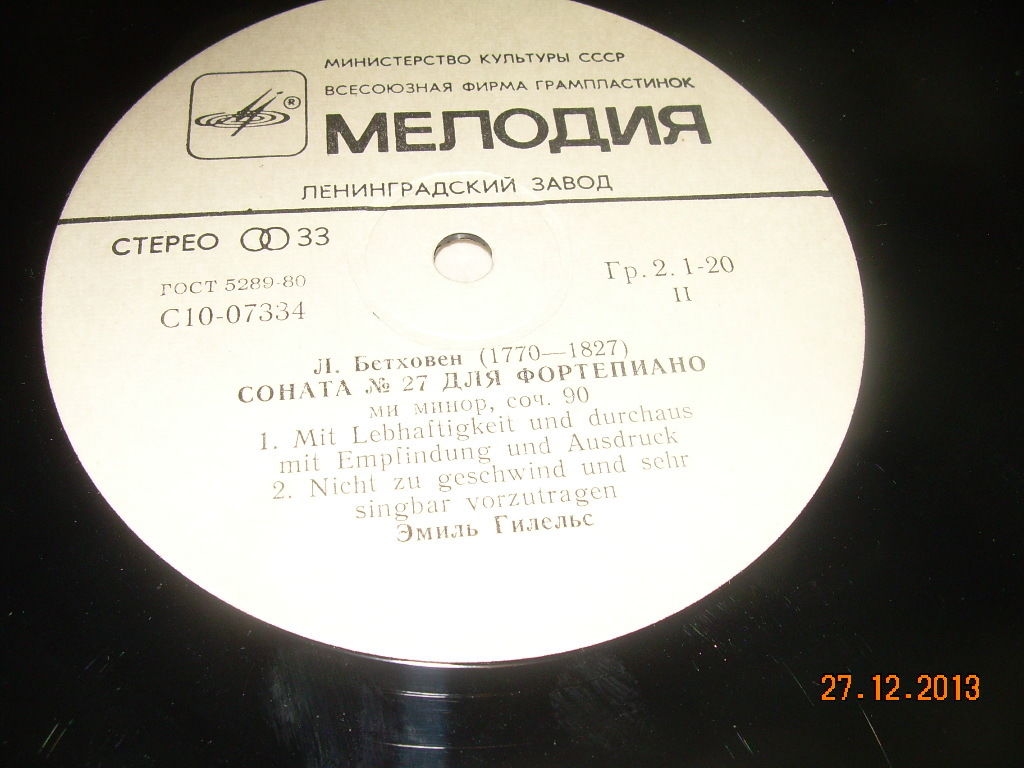 МИНИСТЕРСТВО КУЛЬТУРЫ СССР
ВСЕСОЮЗНАЯ ФИРМА ГРАМПЛАСТИНОК
®
МЕЛОДИЯ
ЛЕНИНГРАДСКИЙ ЗАВОД
СТЕРЕО 33
ГОСТ 5289-80
С10-07334
Гр. 2. 1-20
II
Л. Бетховен (1770—1827)
СОНАТА № 27 ДЛЯ ФОРТЕПИАНО
ми минор, соч. 90
1. Mit Lebhaftigkeit und durchaus
mit Empfindung und Ausdruck
2. Nicht zu geschwind und sehr
singbar vorzutragen
Эмиль Гилельс
27.12.2013